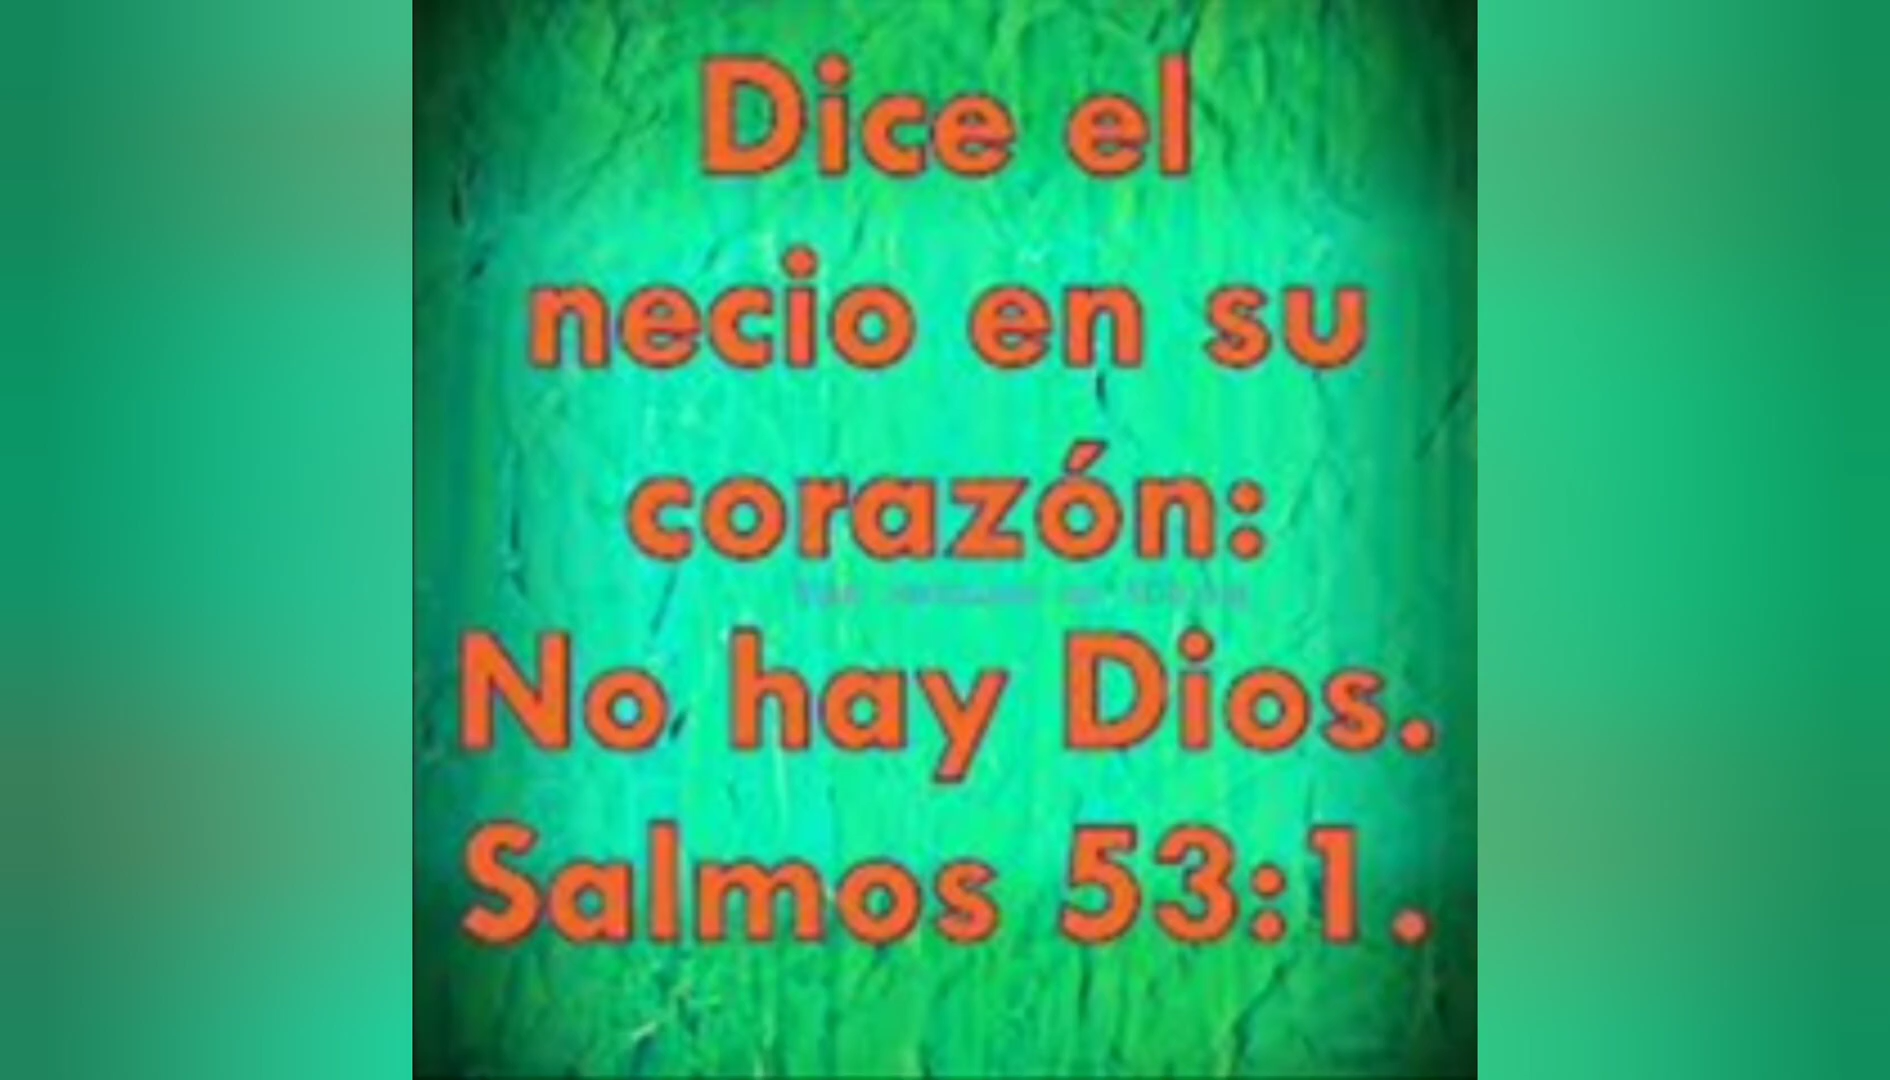 Dice el
necio en su
corazón:
No hay Dios.
Salmos 53:1.